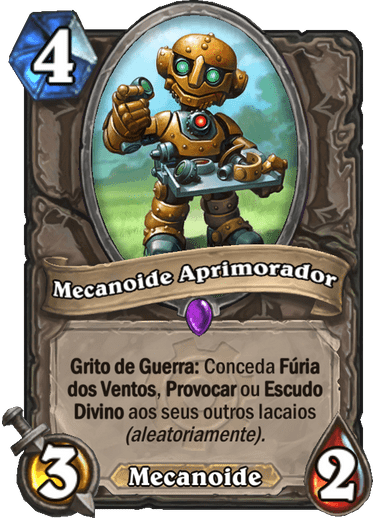 4
Mecanoide Aprimorador
Grito de Guerra: Conceda Fúria
dos Ventos, Provocar ou Escudo
Divino aos seus outros lacaios
(aleatoriamente).
3
Mecanoide
2